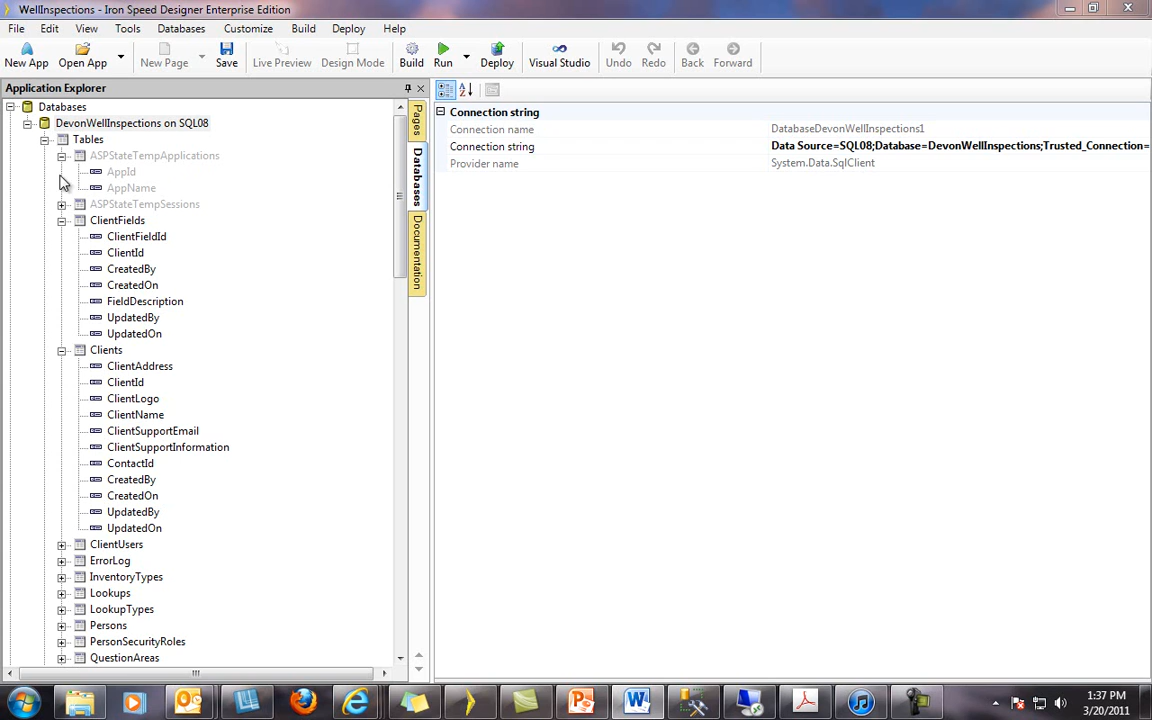 WellInspections - Iron Speed Designer Enterprise Edition
File Edit View Tools Databases Customize Build Deploy Help
New App Open App New Page Save Live Preview Design Mode Build Run Deploy Visual Studio Undo Redo Back Forward
Application Explorer
Databases
DevonWellInspections on SQL08
Tables
ASPStateTempApplications
AppId
AppName
ASPStateTempSessions
ClientFields
ClientFieldId
ClientId
CreatedBy
CreatedOn
FieldDescription
UpdatedBy
UpdatedOn
Clients
ClientAddress
ClientId
ClientLogo
ClientName
ClientSupportEmail
ClientSupportInformation
ContactId
CreatedBy
CreatedOn
UpdatedBy
UpdatedOn
ClientUsers
ErrorLog
InventoryTypes
Lookups
LookupTypes
Persons
PersonSecurityRoles
QuestionAreas
Pages
Databases
Documentation
Connection string
Connection name DatabaseDevonWellInspections1
Connection string Data Source=SQL08;Database=DevonWellInspections;Trusted_Connection=
Provider name System.Data.SqlClient
1:37 PM
3/20/2011